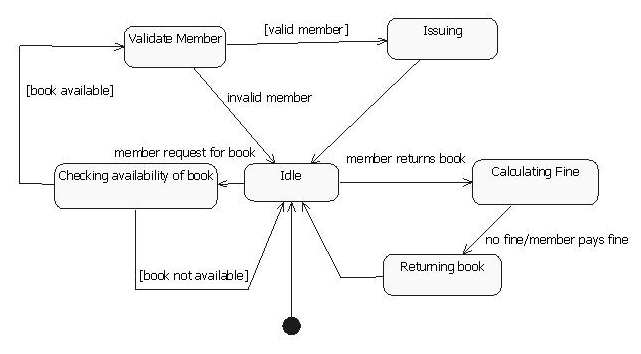 [valid member]
Issuing
Validate Member
[book available]
invalid member
member request for book
member returns book
Checking availability of book
Idle
Calculating Fine
no fine/member pays fine
[book not available]
Returning book